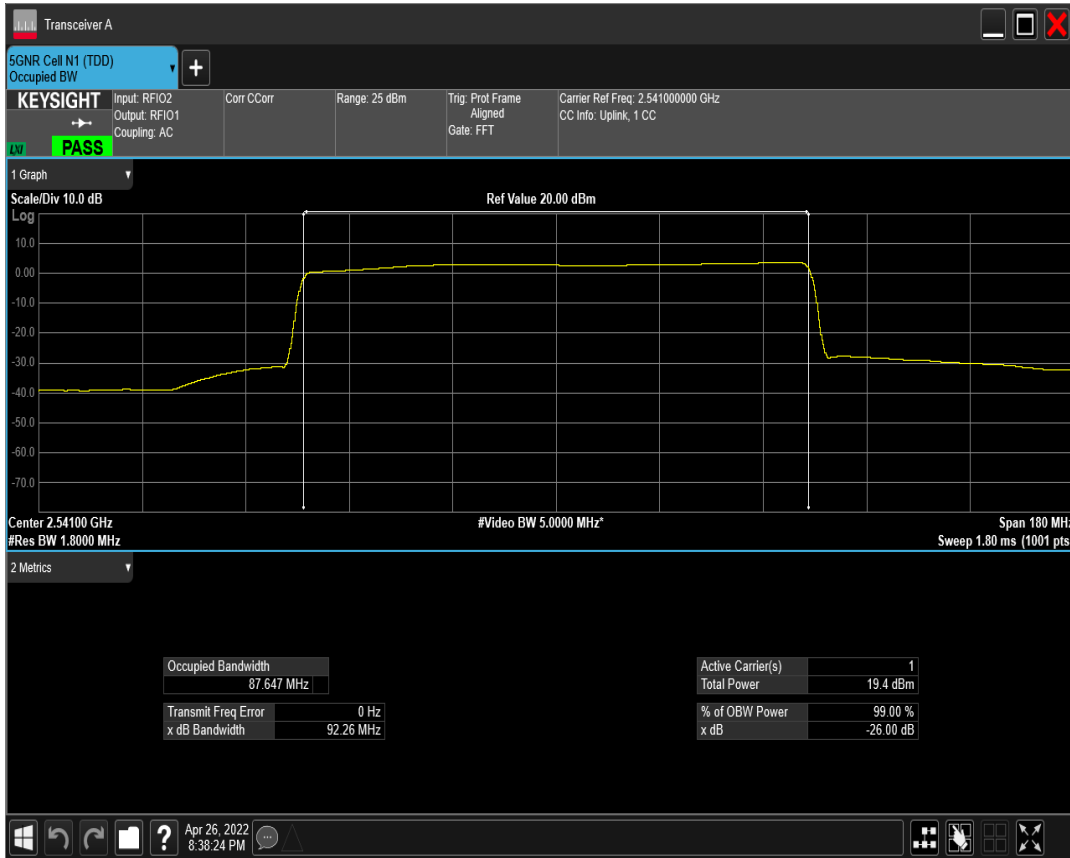 Transceiver A
5GNR Cell N1 (TDD)
Occupied BW
+
KEYSIGHT
LXI
PASS
Input: RFIO2
Output: RFIO1
Coupling: AC
Corr CCorr
Range: 25 dBm
Trig: Prot Frame
Aligned
Gate: FFT
Carrier Ref Freq: 2.541000000 GHz
CC Info: Uplink, 1 CC
1 Graph
Scale/Div 10.0 dB
Ref Value 20.00 dBm
Log
10.0
0.00
-10.0
-20.0
-30.0
-40.0
-50.0
-60.0
-70.0
Center 2.54100 GHz
#Video BW 5.0000 MHz*
Span 180 MHz
#Res BW 1.8000 MHz
Sweep 1.80 ms (1001 pts
2 Metrics
Occupied Bandwidth
87.647 MHz
Transmit Freq Error 0 Hz
x dB Bandwidth 92.26 MHz
Active Carrier(s) 1
Total Power 19.4 dBm
% of OBW Power 99.00 %
x dB -26.00 dB
?
Apr 26, 2022
8:38:24 PM